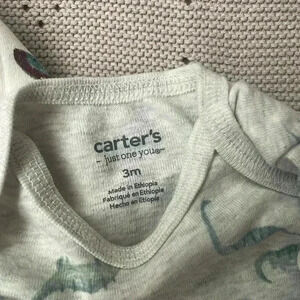 carter's
just one you®
3m
Made in Ethiopia
Fabriqué en Éthiopie
Hecho en Etiopía